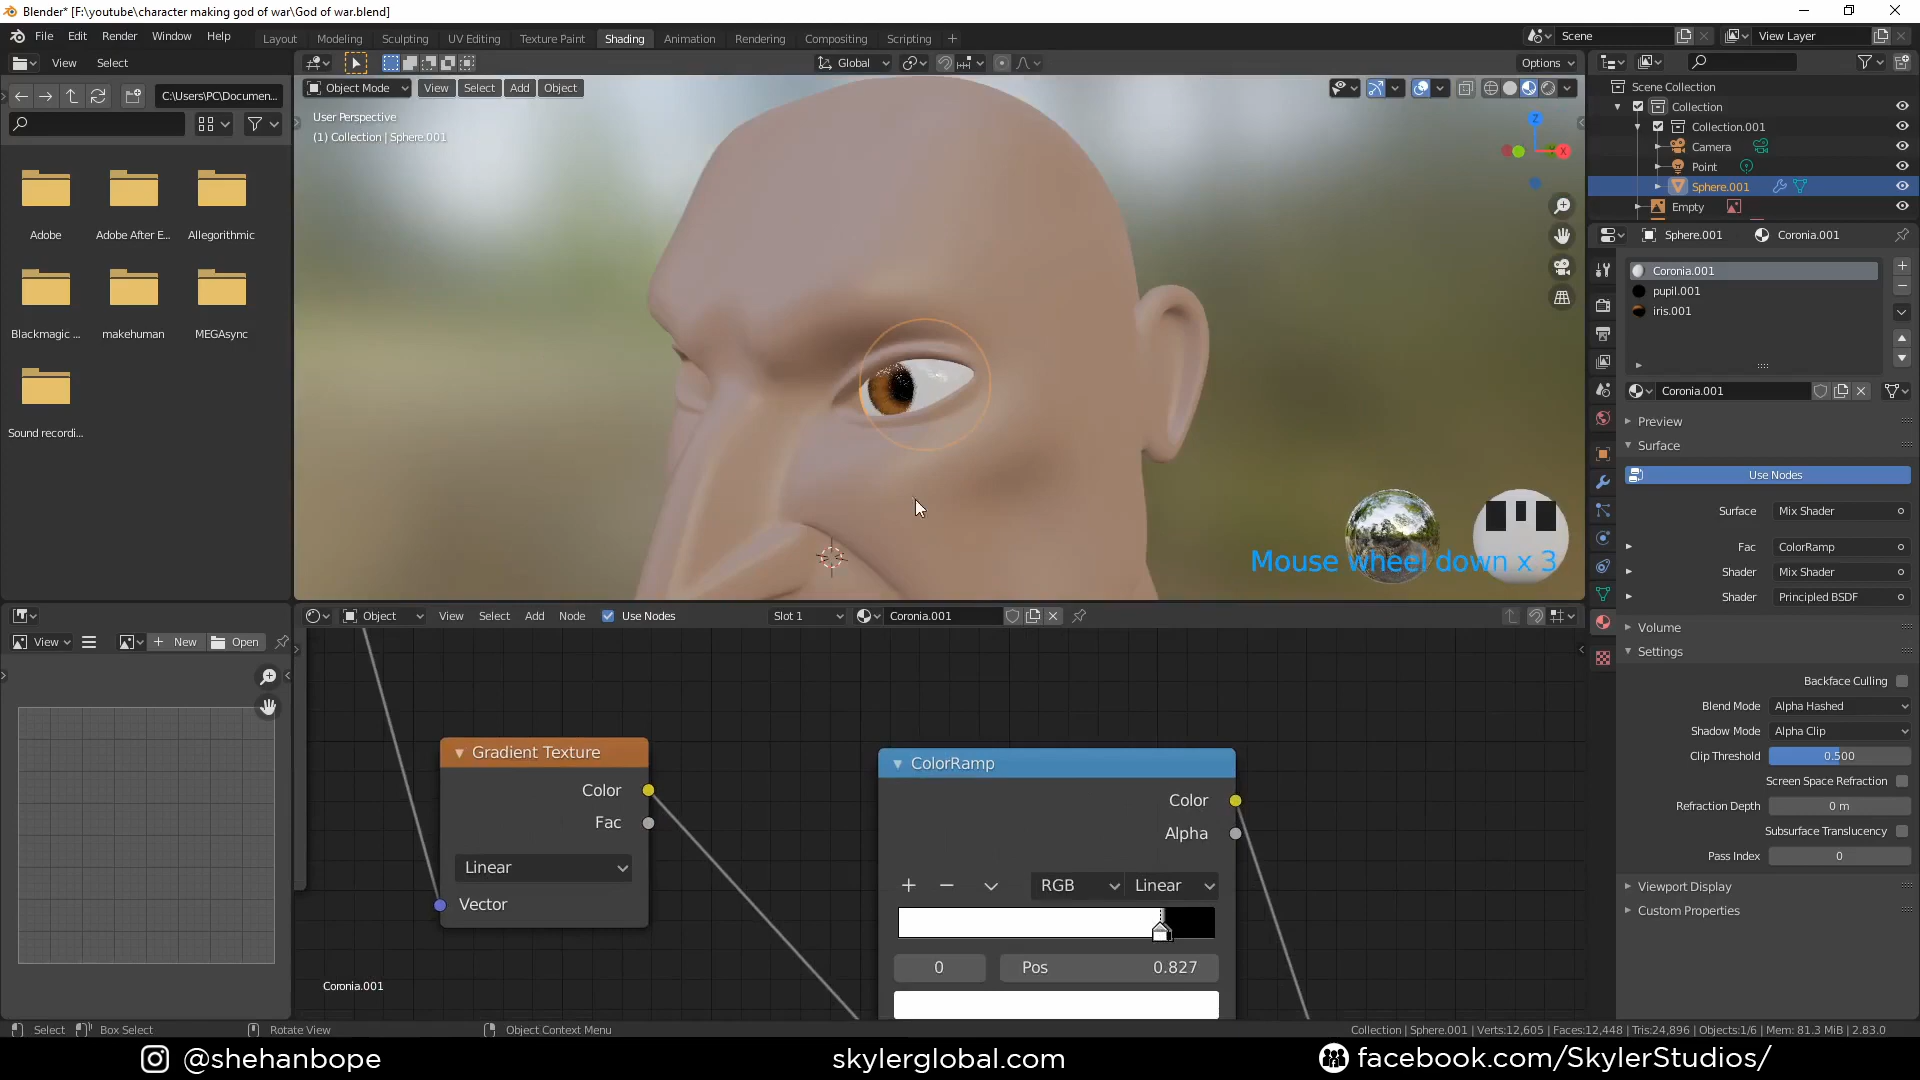 Blender* [F:\youtube\character making god of war\God of war.blend]
File Edit Render Window Help
Layout Modeling Sculpting UV Editing Texture Paint Shading Animation Rendering Compositing Scripting +
Scene
View Layer
View Select
Global
Options
C:\Users\PC\Documen...
Object Mode View Select Add Object
User Perspective
(1) Collection | Sphere.001
Z
X
Adobe
Adobe After E...
Allegorithmic
Blackmagic ...
makehuman
MEGAsync
Sound recordi...
Mouse wheel down x 3
Scene Collection
Collection
Collection.001
Camera
Point
Sphere.001
Empty
Sphere.001
Coronia.001
Coronia.001
pupil.001
iris.001
Coronia.001
Preview
Surface
Use Nodes
Surface Mix Shader
Fac ColorRamp
Shader Mix Shader
Shader Principled BSDF
Volume
Settings
Backface Culling
Blend Mode Alpha Hashed
Shadow Mode Alpha Clip
Clip Threshold 0.500
Screen Space Refraction
Refraction Depth 0 m
Subsurface Translucency
Pass Index 0
Viewport Display
Custom Properties
View New Open
Object View Select Add Node Use Nodes Slot 1 Coronia.001
Gradient Texture
Color
Fac
Linear
Vector
ColorRamp
Color
Alpha
RGB Linear
0 Pos 0.827
Coronia.001
Select Box Select Rotate View Object Context Menu
Collection | Sphere.001 | Verts:12,605 | Faces:12,448 | Tris:24,896 | Objects:1/6 | Mem: 81.3 MiB | 2.83.0
@shehanbope
skylerglobal.com
facebook.com/SkylerStudios/